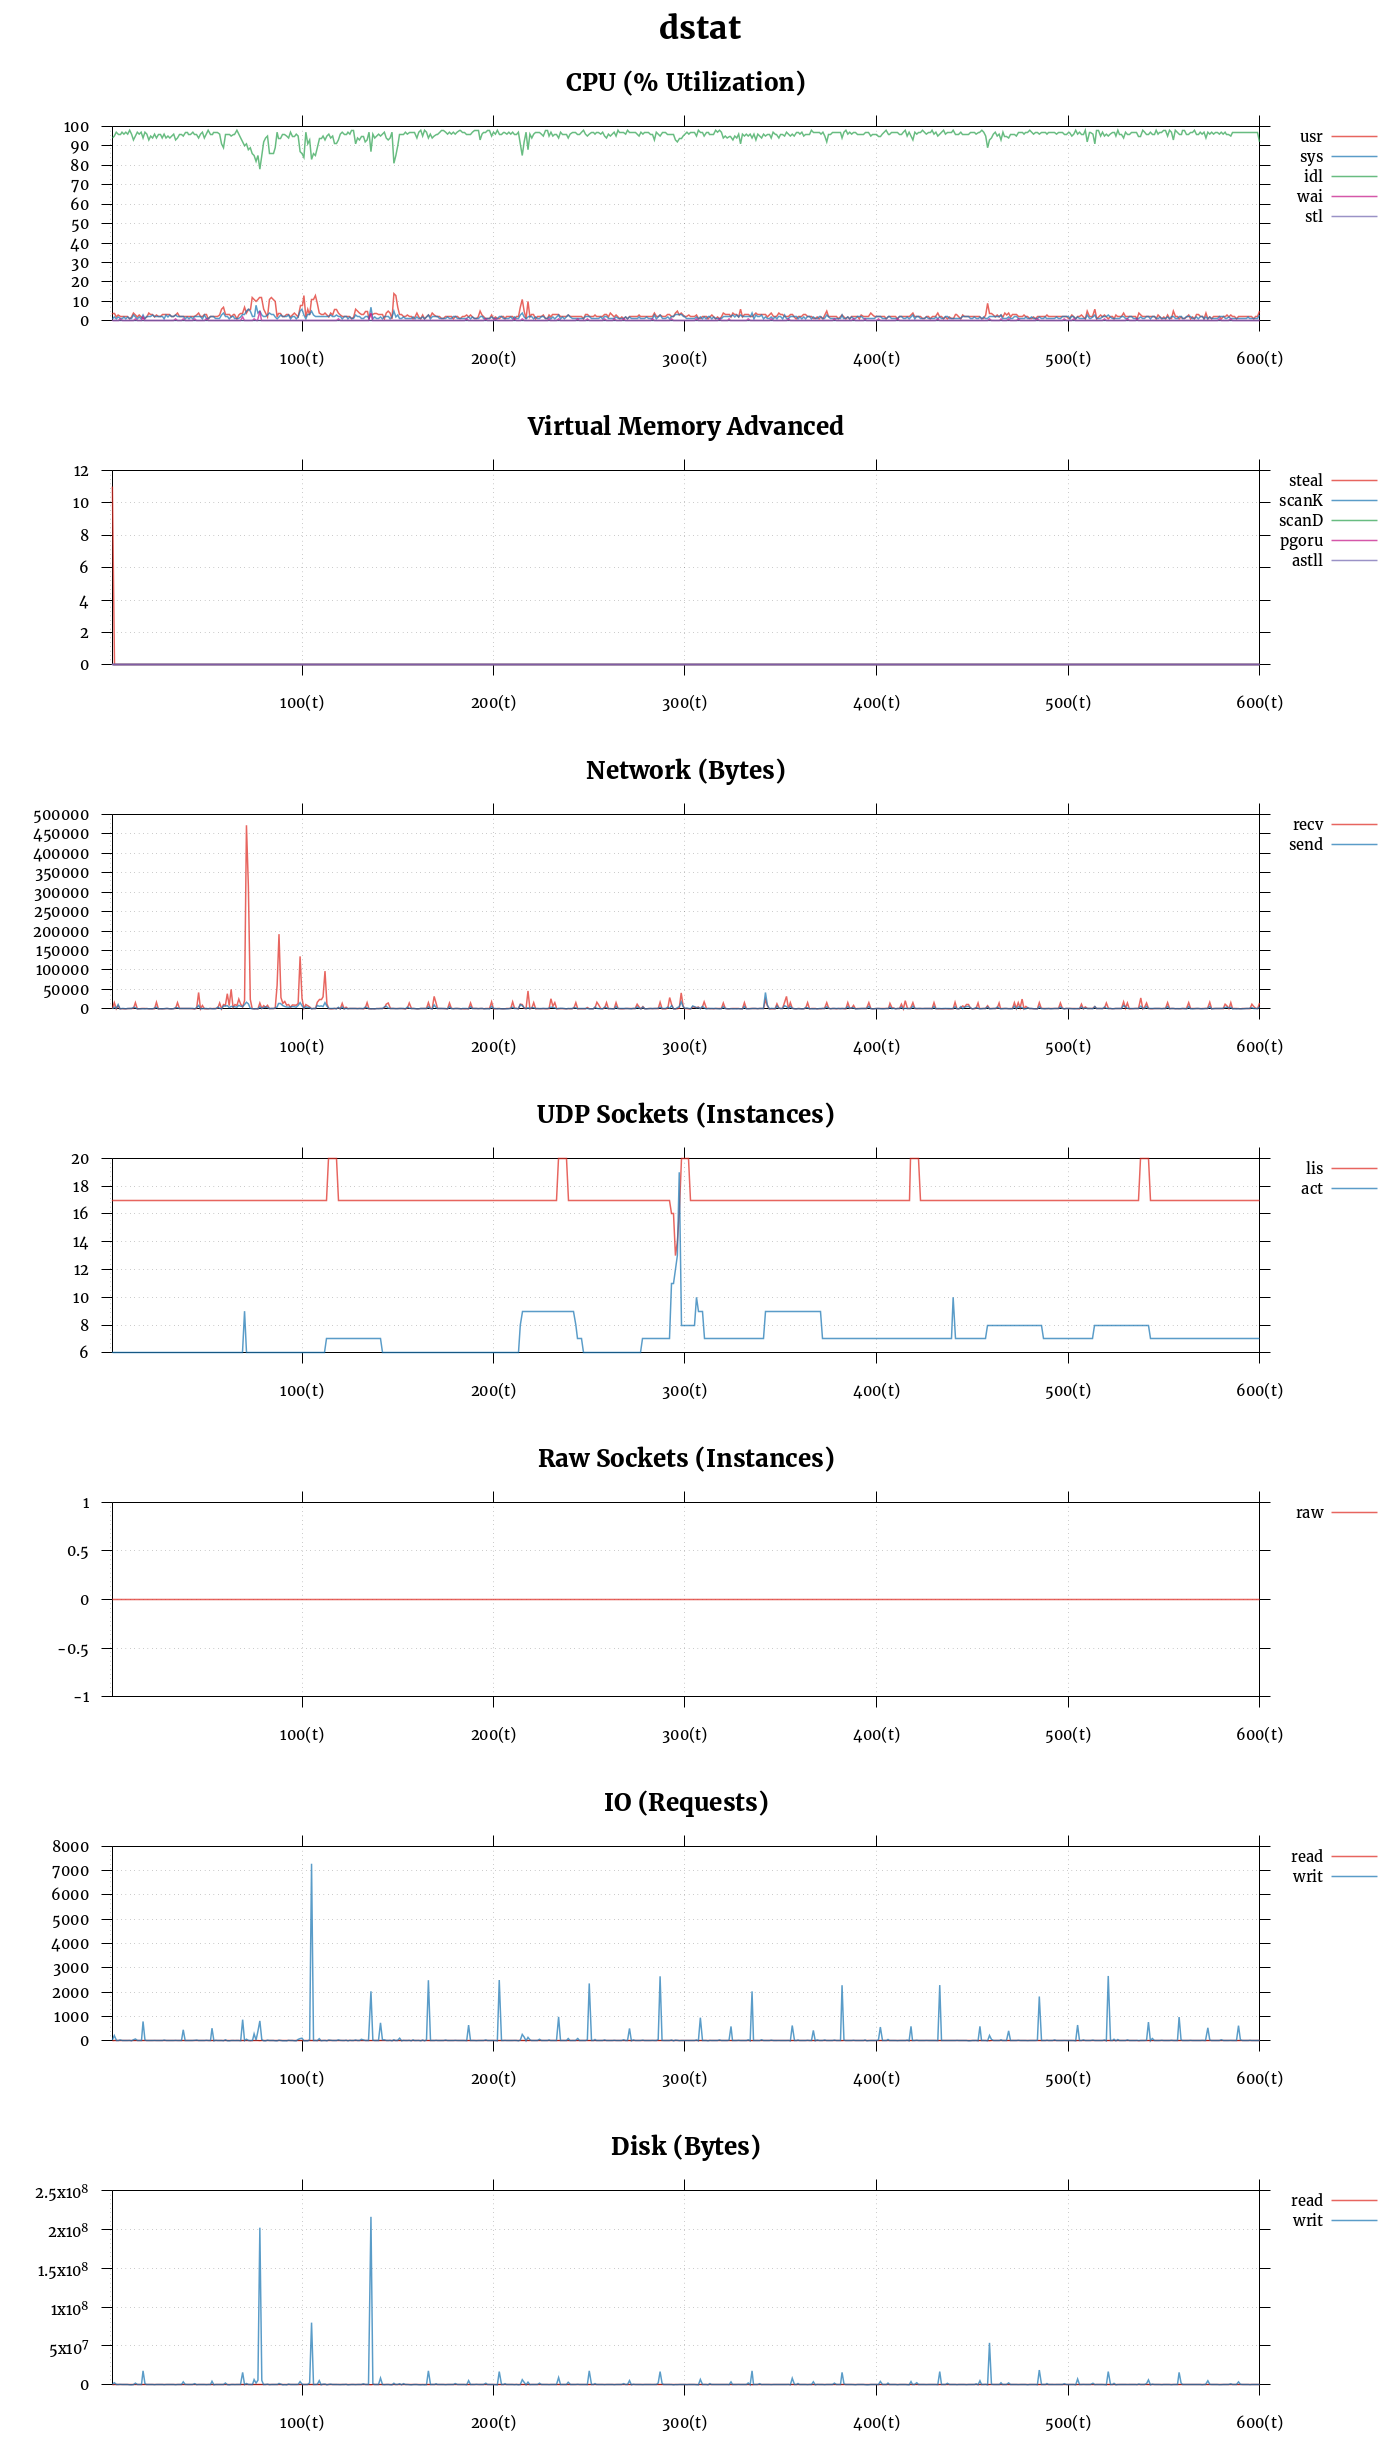 dstat
CPU (% Utilization)
100
90
80
70
60
50
40
30
20
10
0
usr
sys
idl
wai
stl
100(t) 200(t) 300(t) 400(t) 500(t) 600(t)
Virtual Memory Advanced
12
10
8
6
4
2
0
steal
scanK
scanD
pgoru
astll
100(t) 200(t) 300(t) 400(t) 500(t) 600(t)
Network (Bytes)
500000
450000
400000
350000
300000
250000
200000
150000
100000
50000
0
recv
send
100(t) 200(t) 300(t) 400(t) 500(t) 600(t)
UDP Sockets (Instances)
20
18
16
14
12
10
8
6
lis
act
100(t) 200(t) 300(t) 400(t) 500(t) 600(t)
Raw Sockets (Instances)
1
0.5
0
-0.5
-1
raw
100(t) 200(t) 300(t) 400(t) 500(t) 600(t)
IO (Requests)
8000
7000
6000
5000
4000
3000
2000
1000
0
read
writ
100(t) 200(t) 300(t) 400(t) 500(t) 600(t)
Disk (Bytes)
2.5x10⁸
2x10⁸
1.5x10⁸
1x10⁸
5x10⁷
0
read
writ
100(t) 200(t) 300(t) 400(t) 500(t) 600(t)